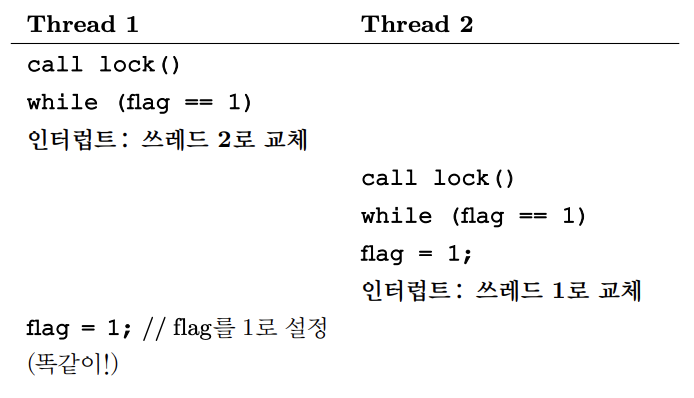 Thread 1 Thread 2
call lock()
while (flag == 1)
인터럽트: 쓰레드 2로 교체
call lock()
while (flag == 1)
flag = 1;
인터럽트: 쓰레드 1로 교체
flag = 1; // flag를 1로 설정
(똑같이!)